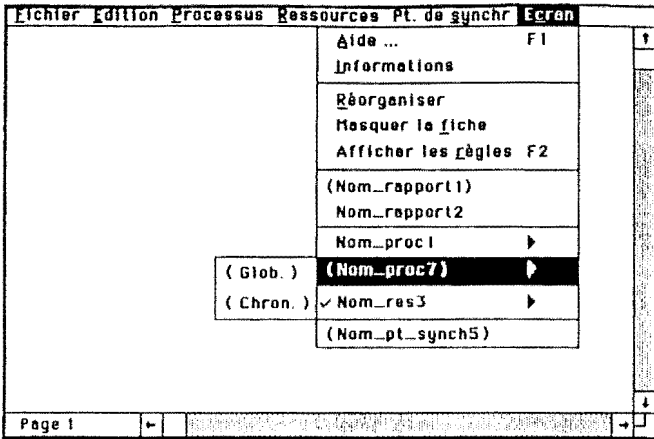 Fichier Edition Processus Ressources Pt. de synchr Ecran
Aide ... F1
Informations
Réorganiser
Masquer la fiche
Afficher les règles F2
(Nom_rapport1)
Nom_rapport2
Nom_proc1
( Glob. ) (Nom_proc7)
( Chron. ) ✓ Nom_res3
(Nom_pt_synch5)
Page 1